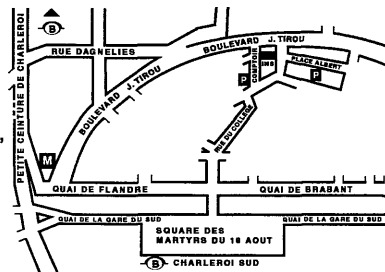 B
PETITE CEINTURE DE CHARLEROI
RUE DAGNELIES
BOULEVARD J. TIROU
BOULEVARD J. TIROU
COMPTOIR
PLACE ALBERT
P
P
RUE DU COLLEGE
M
QUAI DE FLANDRE
QUAI DE BRABANT
QUAI DE LA GARE DU SUD
QUAI DE LA GARE DU SUD
SQUARE DES
MARTYRS DU 18 AOUT
B CHARLEROI SUD